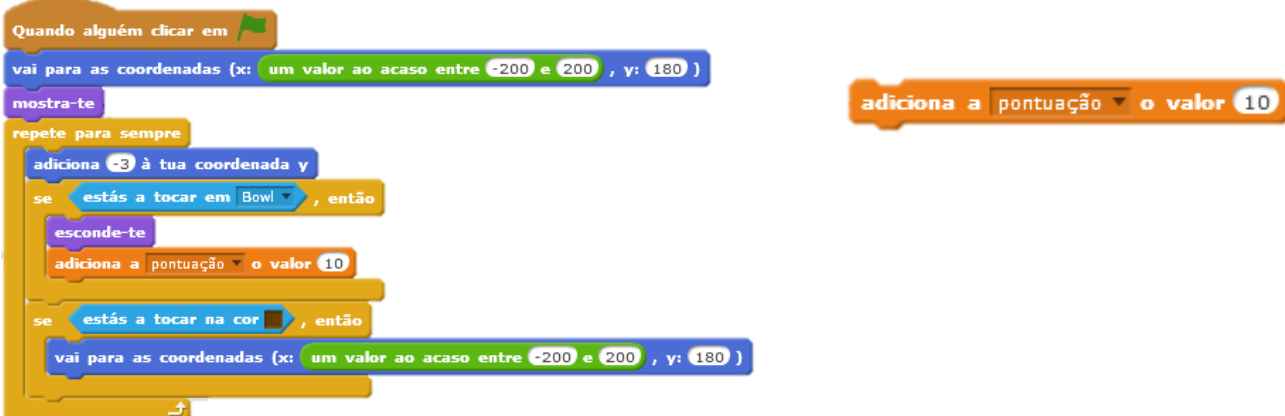 Quando alguém clicar em
vai para as coordenadas (x: um valor ao acaso entre -200 e 200 , y: 180 )
mostra-te
repete para sempre
adiciona -3 à tua coordenada y
se estás a tocar em Bowl , então
esconde-te
adiciona a pontuação o valor 10
se estás a tocar na cor , então
vai para as coordenadas (x: um valor ao acaso entre -200 e 200 , y: 180 )
adiciona a pontuação o valor 10